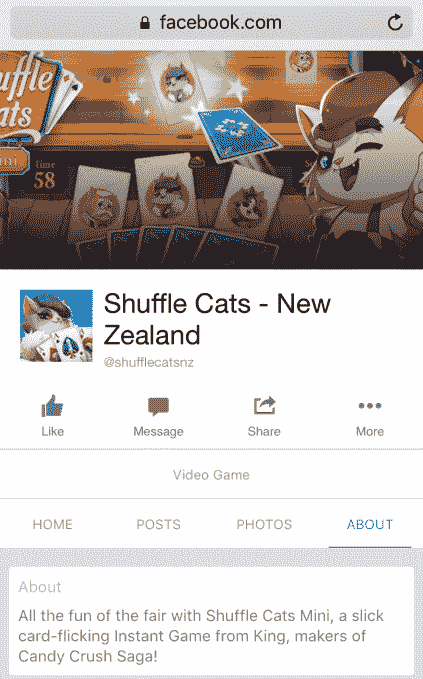 facebook.com
huffle
ats
INI
Time
58
Shuffle Cats - New
Zealand
@shufflecatsnz
Like
Message
Share
More
Video Game
HOME
POSTS
PHOTOS
ABOUT
About
All the fun of the fair with Shuffle Cats Mini, a slick
card-flicking Instant Game from King, makers of
Candy Crush Saga!